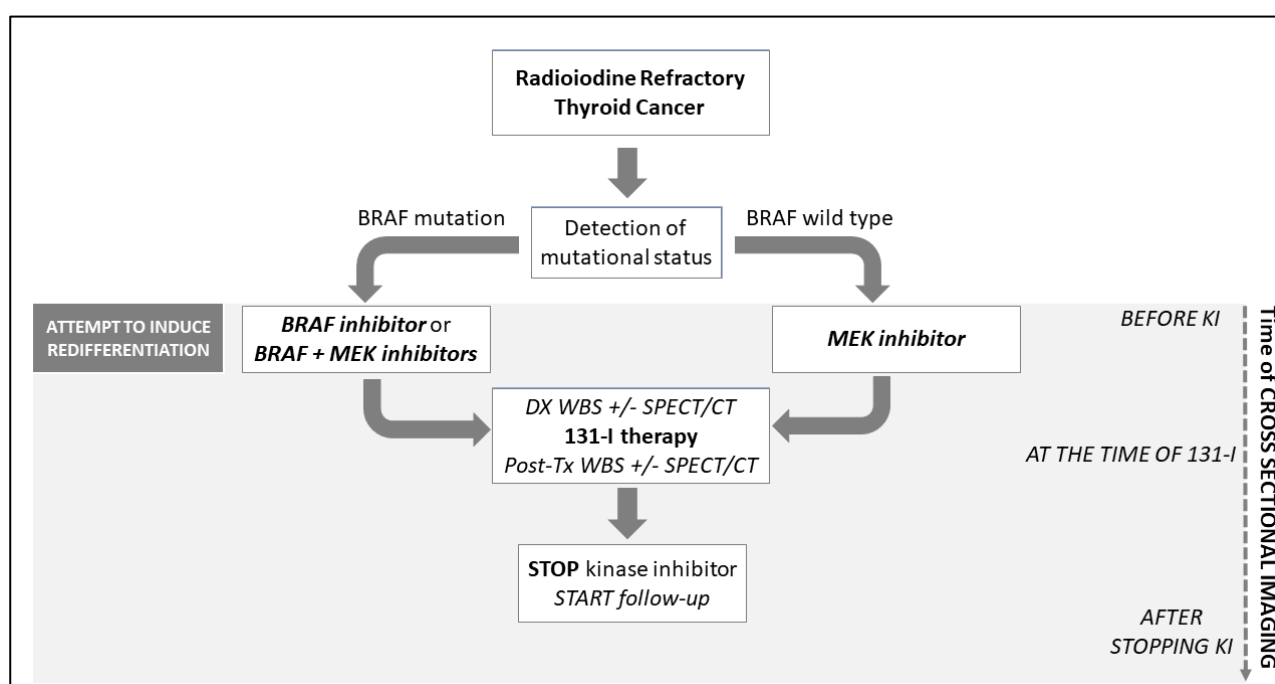 Radioiodine Refractory
Thyroid Cancer
BRAF mutation
Detection of
mutational status
BRAF wild type
ATTEMPT TO INDUCE
REDIFFERENTIATION
BRAF inhibitor or
BRAF + MEK inhibitors
MEK inhibitor
BEFORE KI
DX WBS +/- SPECT/CT
131-I therapy
Post-Tx WBS +/- SPECT/CT
AT THE TIME OF 131-I
STOP kinase inhibitor
START follow-up
AFTER
STOPPING KI
Time of CROSS SECTIONAL IMAGING